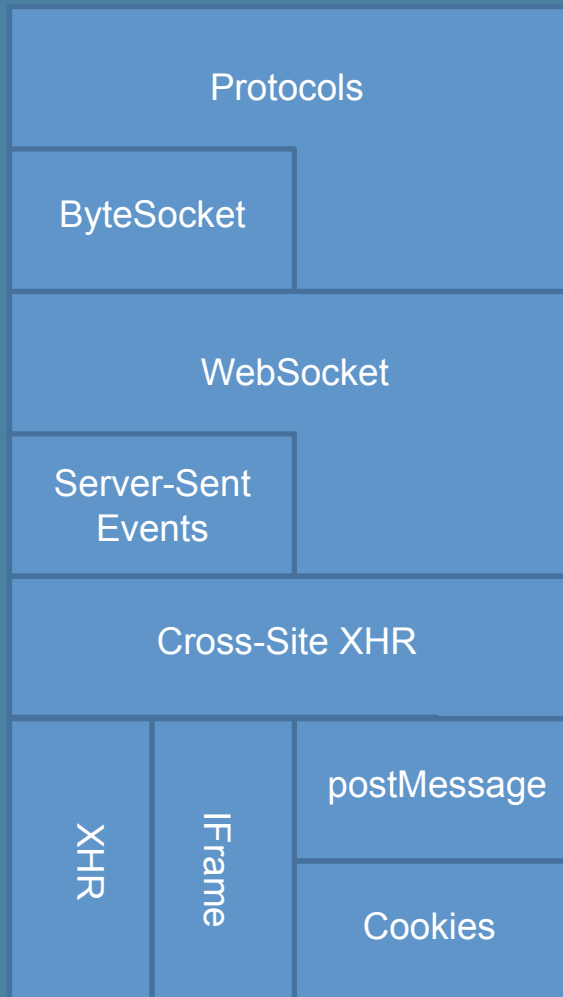 Protocols
ByteSocket
WebSocket
Server-Sent
Events
Cross-Site XHR
XHR
IFrame
postMessage
Cookies